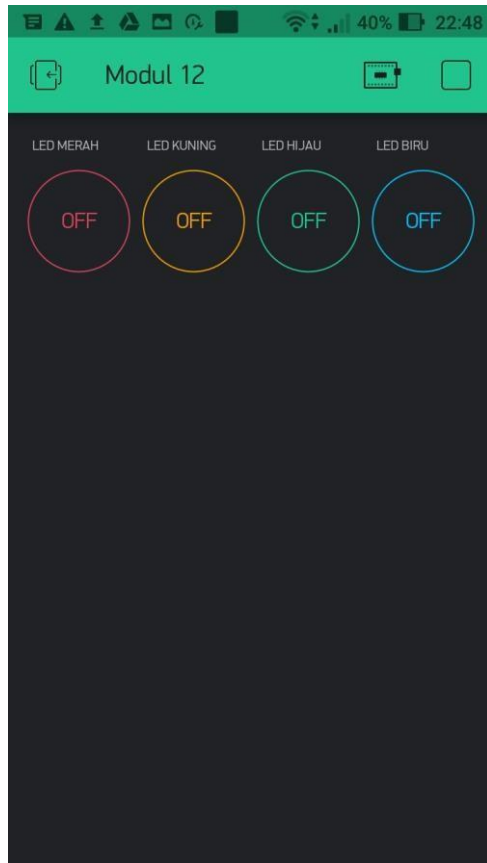 40% 22:48
Modul 12
LED MERAH LED KUNING LED HIJAU LED BIRU
OFF OFF OFF OFF